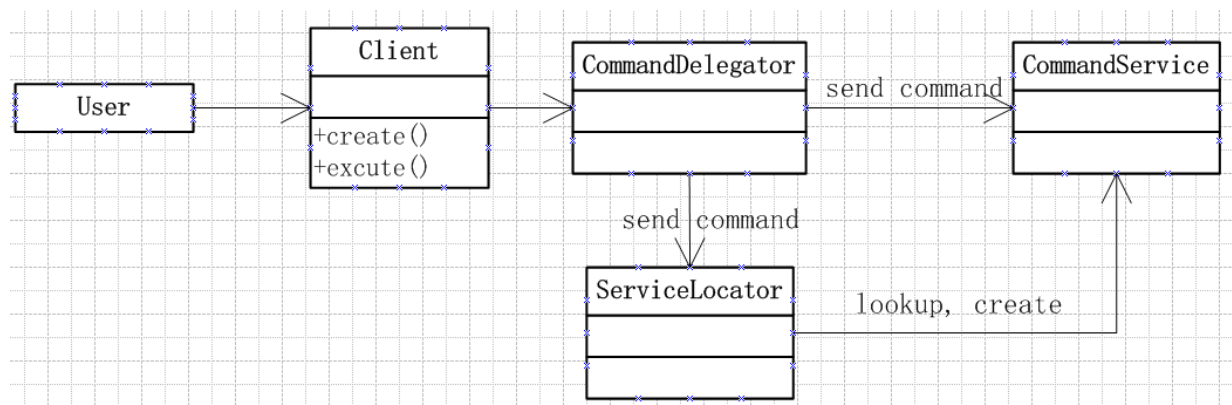 User
Client
+create()
+excute()
CommandDelegator
send command
CommandService
send command
ServiceLocator
lookup, create